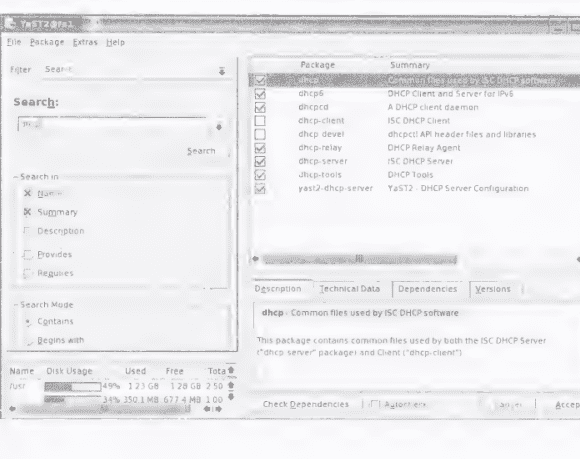 YaST2@
File Package Extras Help
Filter Search
Search:
Search
Search in
Name
Summary
Description
Provides
Requires
Search Mode
Contains
Begins with
Name Disk Usage Used Free Total
/usr 49% 1.23 GB 1.28 GB 2.50
34% 350.1 MB 677.4 MB 1.00
Package Summary
dhcp Common files used by ISC DHCP software
dhcp6 DHCP Client and Server for IPv6
dhcpcd A DHCP client daemon
dhcp-client ISC DHCP Client
dhcp-devel dhcpctl API header files and libraries
dhcp-relay DHCP Relay Agent
dhcp-server ISC DHCP Server
dhcp-tools DHCP Tools
yast2-dhcp-server YaST2 - DHCP Server Configuration
Description Technical Data Dependencies Versions
dhcp - Common files used by ISC DHCP software
This package contains common files used by both the ISC DHCP Server
("dhcp-server" package) and Client ("dhcp-client")
Check Dependencies Autocheck Cancel Accep